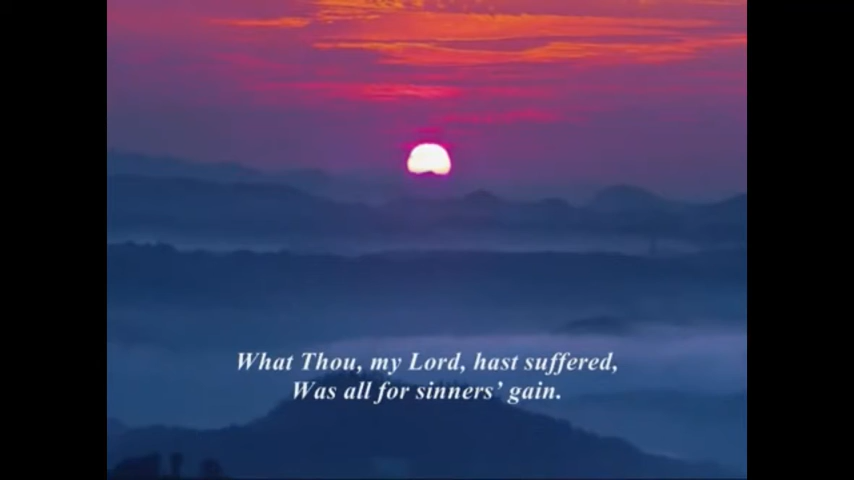 What Thou, my Lord, hast suffered,
Was all for sinners’ gain.